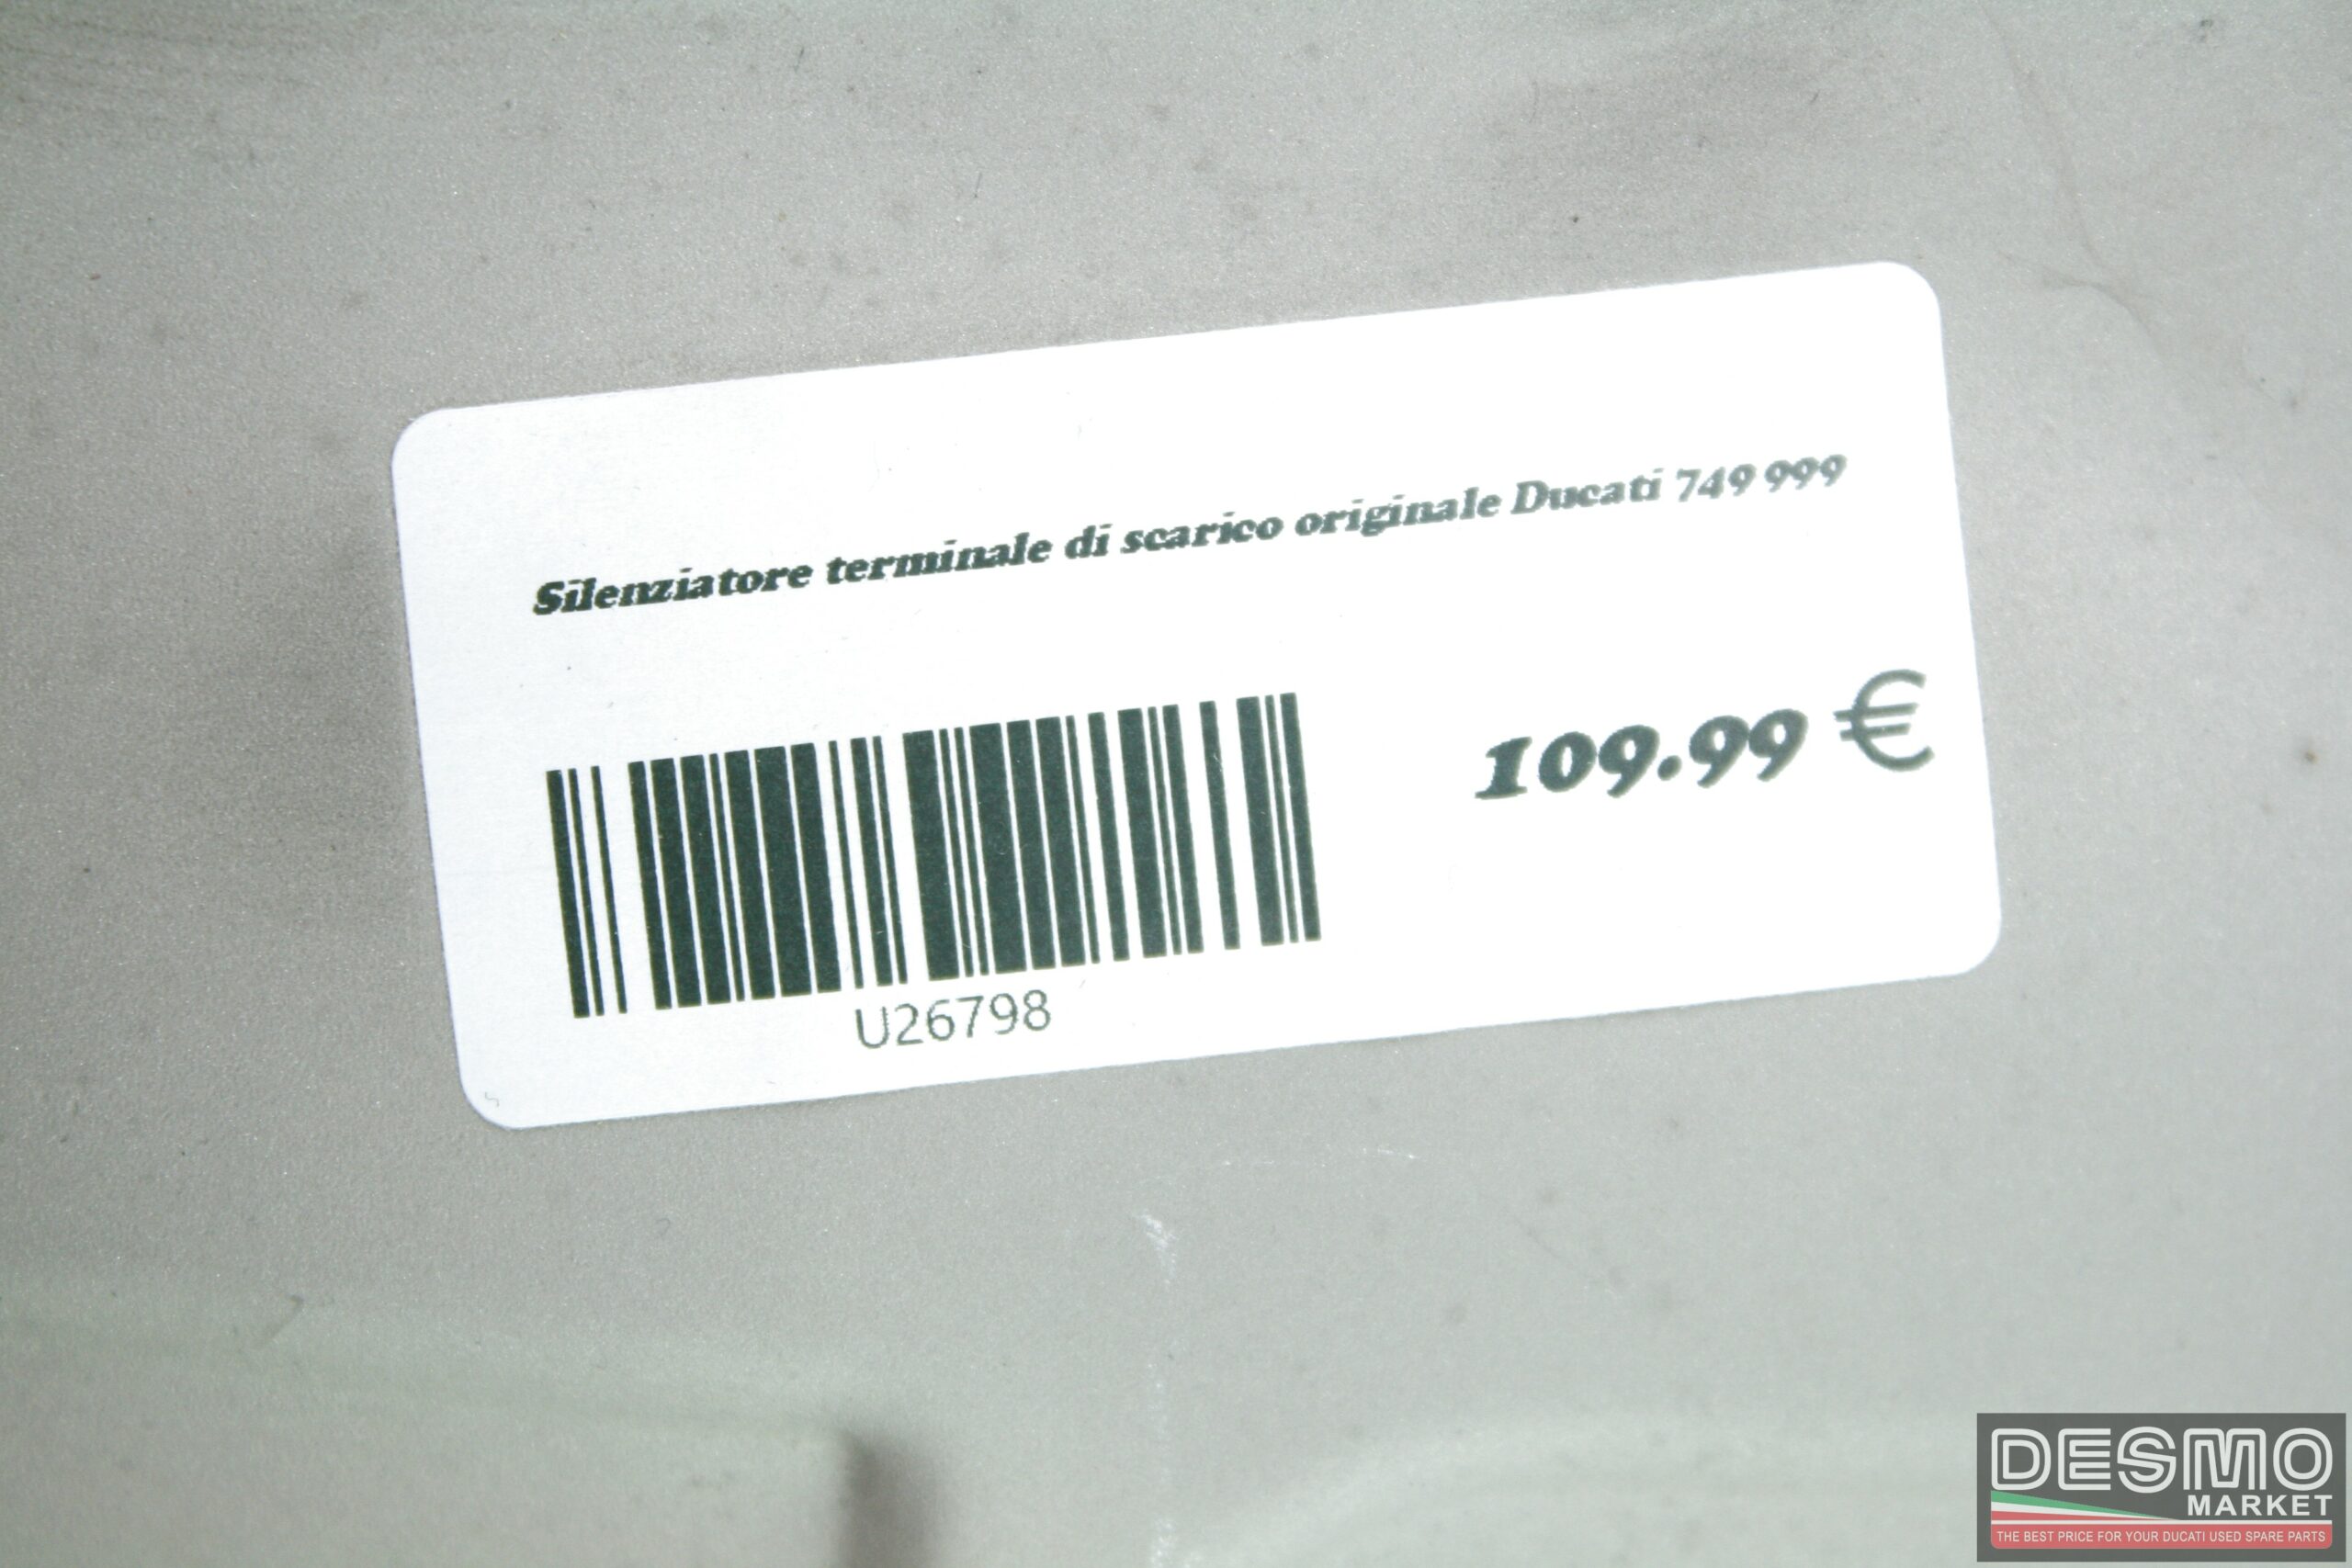 Silenziatore terminale di scarico originale Ducati 749 999
109.99 €
U26798
DESMO
MARKET
THE BEST PRICE FOR YOUR DUCATI USED SPARE PARTS